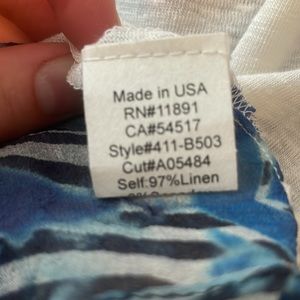 Made in USA
RN#11891
CA#54517
Style#411-B503
Cut#A05484
Self:97%Linen